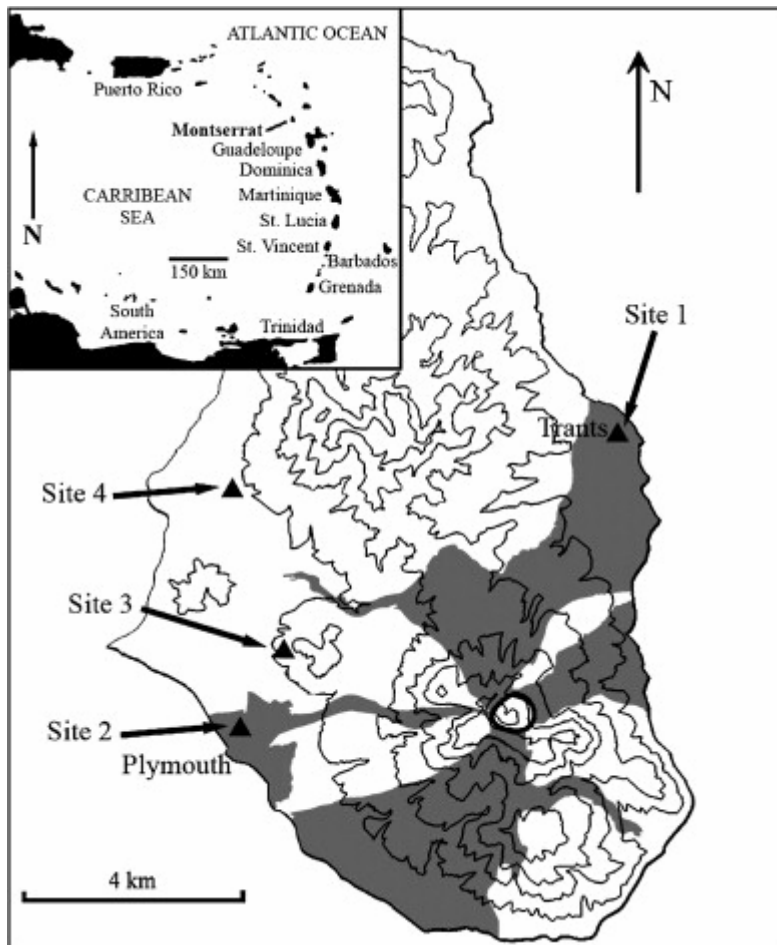 ATLANTIC OCEAN
Puerto Rico
Montserrat
Guadeloupe
Dominica
CARRIBEAN
SEA
Martinique
St. Lucia
N
St. Vincent
150 km
Barbados
Grenada
South
America
Trinidad
N
Site 1
Trants
Site 4
Site 3
Site 2
Plymouth
4 km